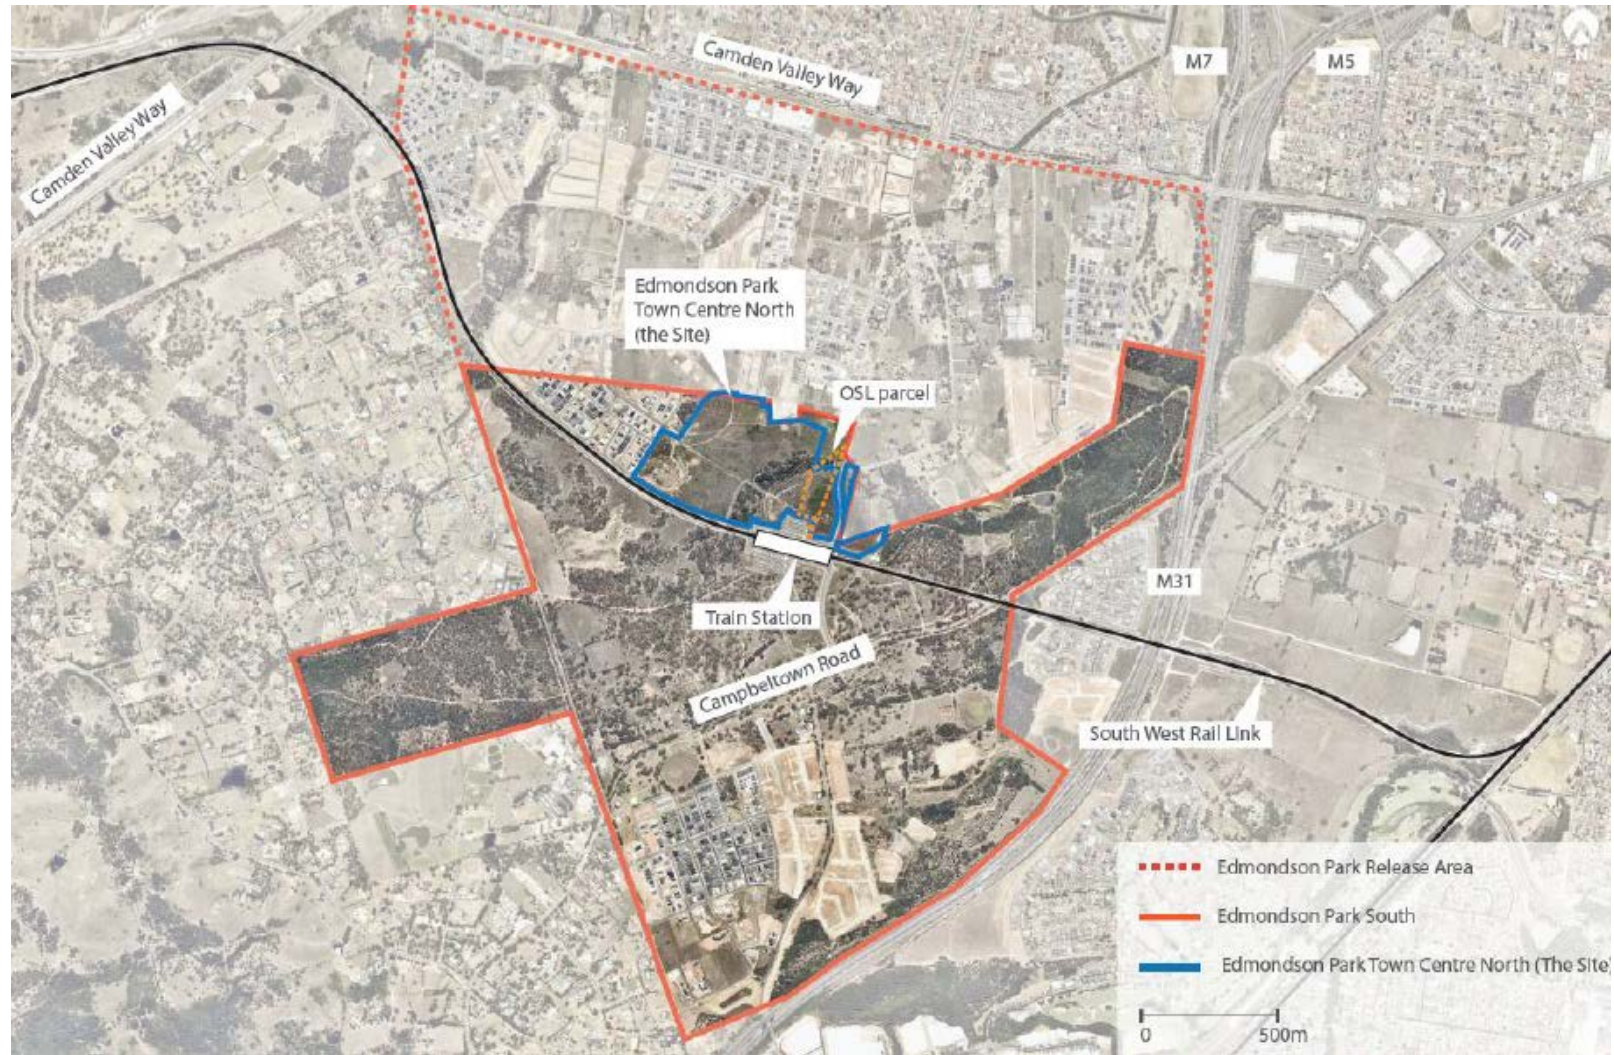 Camden Valley Way
M7
M5
Camden Valley Way
Edmondson Park
Town Centre North
(the Site)
OSL parcel
M31
Train Station
Campbeltown Road
South West Rail Link
Edmondson Park Release Area
Edmondson Park South
Edmondson Park Town Centre North (The Site)
0
500m